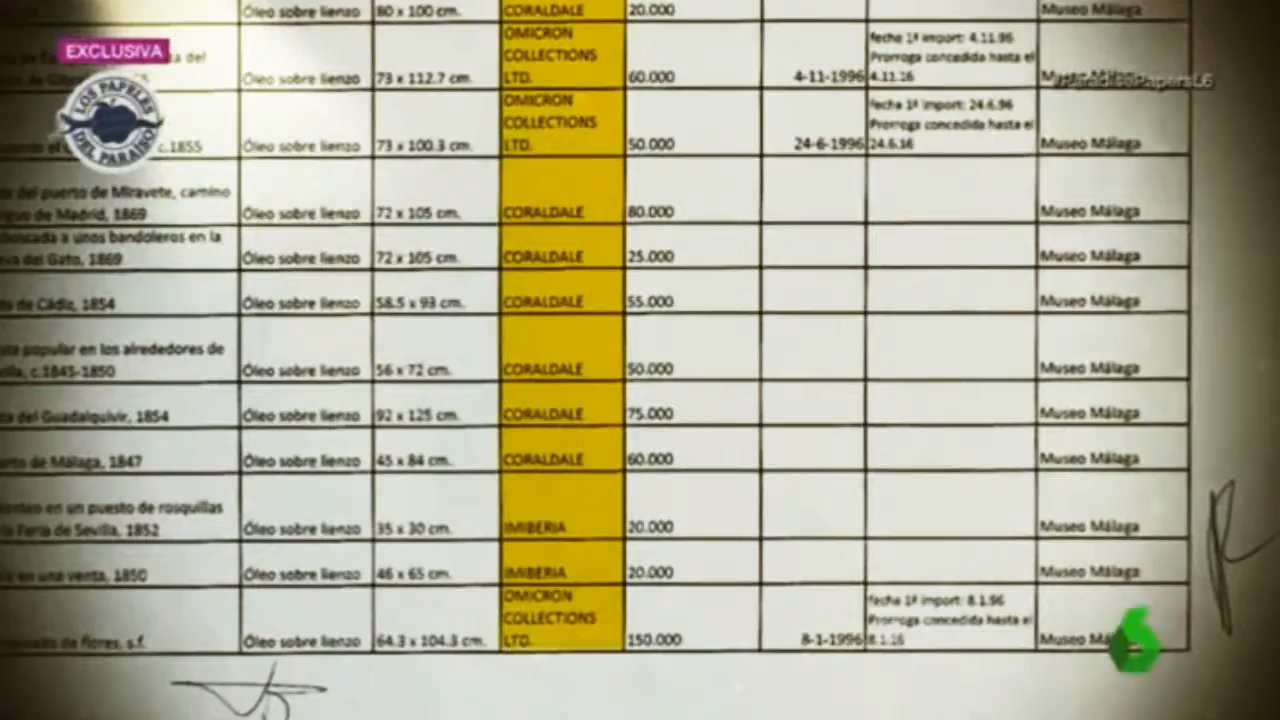 EXCLUSIVA
LOS PAPELES
DEL PARAÍSO
Óleo sobre lienzo 80 x 100 cm. CORALDALE 20.000 Museo Málaga
OMICRON
COLLECTIONS
LTD.
Óleo sobre lienzo 73 x 112.7 cm. 60.000 4-11-1996
fecha 1ª import: 4.11.96
Prorroga concedida hasta el
4.11.16
c.1855 Óleo sobre lienzo 73 x 100.3 cm.
OMICRON
COLLECTIONS
LTD.
50.000 24-6-1996
fecha 1ª import: 24.6.96
Prorroga concedida hasta el
24.6.16
Museo Málaga
del puerto de Miravete, camino
de Madrid, 1869 Óleo sobre lienzo 72 x 105 cm. CORALDALE 80.000 Museo Málaga
a unos bandoleros en la
del Gato, 1869 Óleo sobre lienzo 72 x 105 cm. CORALDALE 25.000 Museo Málaga
de Cádiz, 1854 Óleo sobre lienzo 58.5 x 93 cm. CORALDALE 55.000 Museo Málaga
popular en los alrededores de
c.1845-1850 Óleo sobre lienzo 56 x 72 cm. CORALDALE 50.000 Museo Málaga
del Guadalquivir, 1854 Óleo sobre lienzo 92 x 125 cm. CORALDALE 75.000 Museo Málaga
de Málaga, 1847 Óleo sobre lienzo 45 x 84 cm. CORALDALE 60.000 Museo Málaga
en un puesto de rosquillas
Feria de Sevilla, 1852 Óleo sobre lienzo 35 x 30 cm. IMIBERIA 20.000 Museo Málaga
en una venta, 1850 Óleo sobre lienzo 46 x 65 cm. IMIBERIA 20.000 Museo Málaga
OMICRON
COLLECTIONS
LTD.
de flores, s.f. Óleo sobre lienzo 64.3 x 104.3 cm. 150.000 8-1-1996
fecha 1ª import: 8.1.96
Prorroga concedida hasta el
8.1.16
Museo